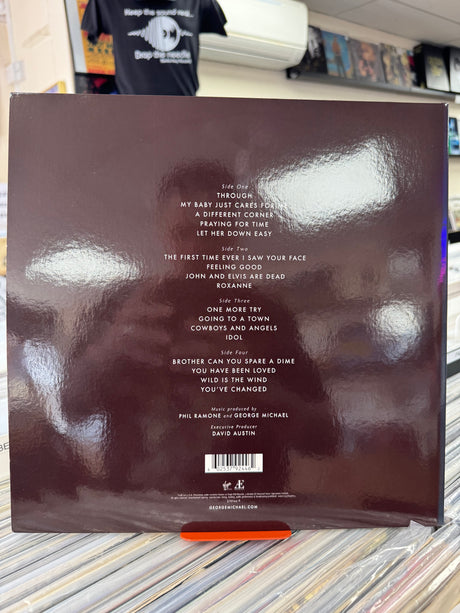 Keep the sound real...
Drop the needle
Side One
THROUGH
MY BABY JUST CARES FOR ME
A DIFFERENT CORNER
PRAYING FOR TIME
LET HER DOWN EASY
Side Two
THE FIRST TIME EVER I SAW YOUR FACE
FEELING GOOD
JOHN AND ELVIS ARE DEAD
ROXANNE
Side Three
ONE MORE TRY
GOING TO A TOWN
COWBOYS AND ANGELS
IDOL
Side Four
BROTHER CAN YOU SPARE A DIME
YOU HAVE BEEN LOVED
WILD IS THE WIND
YOU'VE CHANGED
Music produced by
PHIL RAMONE and GEORGE MICHAEL
Executive Producer
DAVID AUSTIN
GEORGEMICHAEL.COM